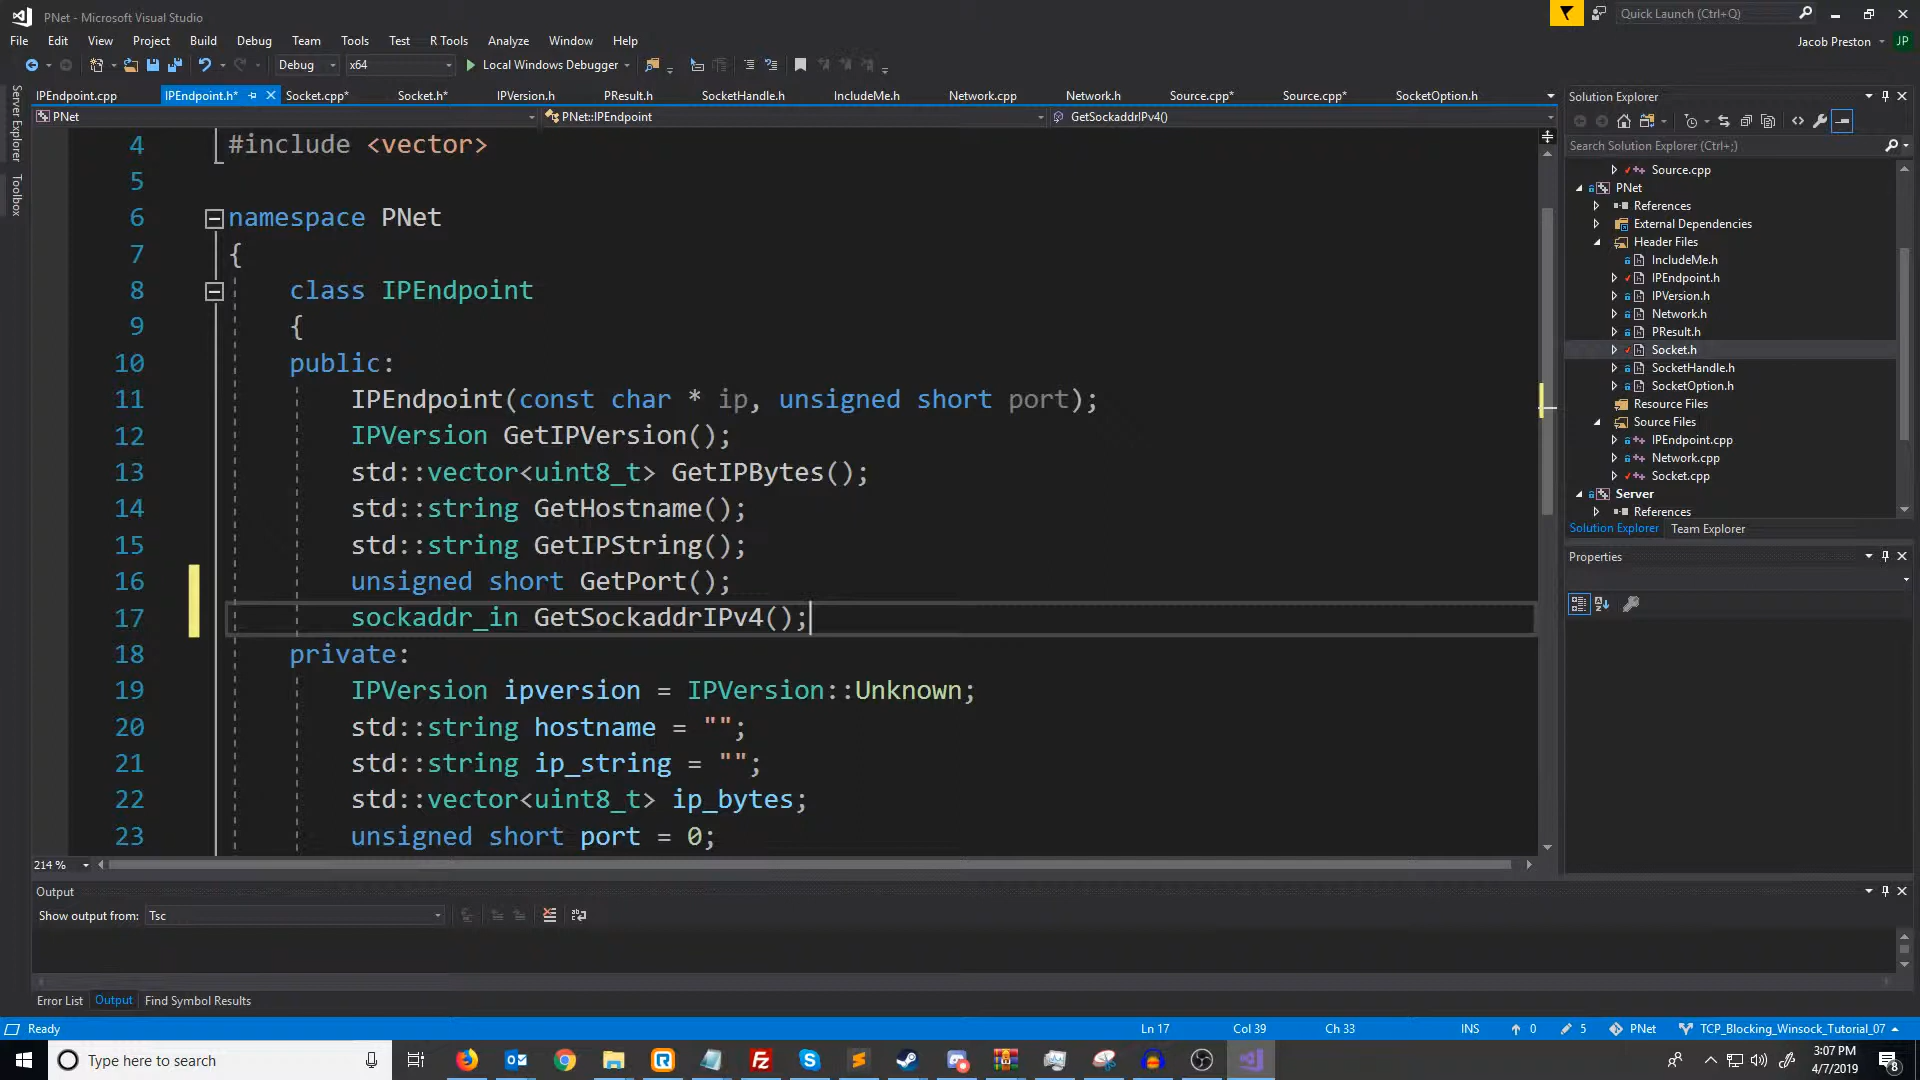 PNet - Microsoft Visual Studio
Quick Launch (Ctrl+Q)
File Edit View Project Build Debug Team Tools Test R Tools Analyze Window Help
Jacob Preston JP
Debug x64 Local Windows Debugger
Server Explorer
Toolbox
IPEndpoint.cpp IPEndpoint.h* Socket.cpp* Socket.h* IPVersion.h PResult.h SocketHandle.h IncludeMe.h Network.cpp Network.h Source.cpp* Source.cpp* SocketOption.h
PNet PNet::IPEndpoint GetSockaddrIPv4()
4 #include <vector>
5
6 namespace PNet
7 {
8 class IPEndpoint
9 {
10 public:
11 IPEndpoint(const char * ip, unsigned short port);
12 IPVersion GetIPVersion();
13 std::vector<uint8_t> GetIPBytes();
14 std::string GetHostname();
15 std::string GetIPString();
16 unsigned short GetPort();
17 sockaddr_in GetSockaddrIPv4();
18 private:
19 IPVersion ipversion = IPVersion::Unknown;
20 std::string hostname = "";
21 std::string ip_string = "";
22 std::vector<uint8_t> ip_bytes;
23 unsigned short port = 0;
214 %
Solution Explorer
Search Solution Explorer (Ctrl+;)
Source.cpp
PNet
References
External Dependencies
Header Files
IncludeMe.h
IPEndpoint.h
IPVersion.h
Network.h
PResult.h
Socket.h
SocketHandle.h
SocketOption.h
Resource Files
Source Files
IPEndpoint.cpp
Network.cpp
Socket.cpp
Server
References
Solution Explorer Team Explorer
Properties
Output
Show output from: Tsc
Error List Output Find Symbol Results
Ready Ln 17 Col 39 Ch 33 INS 0 5 PNet TCP_Blocking_Winsock_Tutorial_07
Type here to search
3:07 PM
4/7/2019
8